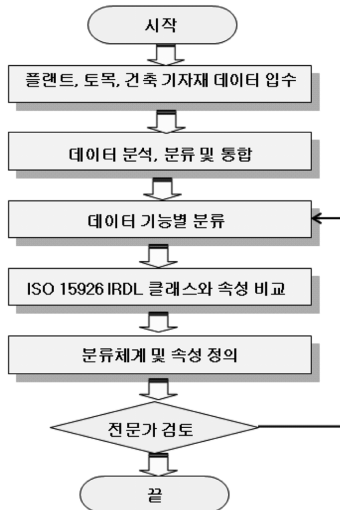 시작
플랜트, 토목, 건축 기자재 데이터 입수
데이터 분석, 분류 및 통합
데이터 기능별 분류
ISO 15926 IRDL 클래스와 속성 비교
분류체계 및 속성 정의
전문가 검토
끝